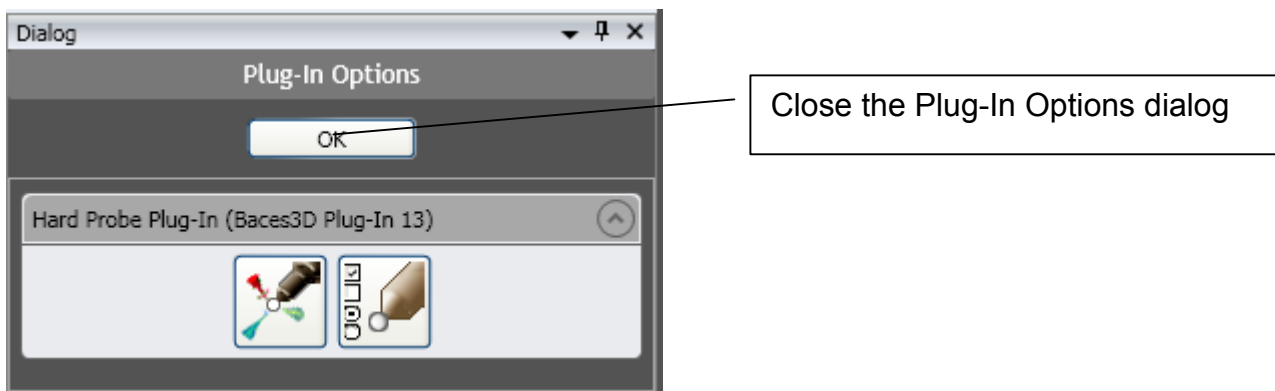 Dialog
Plug-In Options
OK
Close the Plug-In Options dialog
Hard Probe Plug-In (Baces3D Plug-In 13)